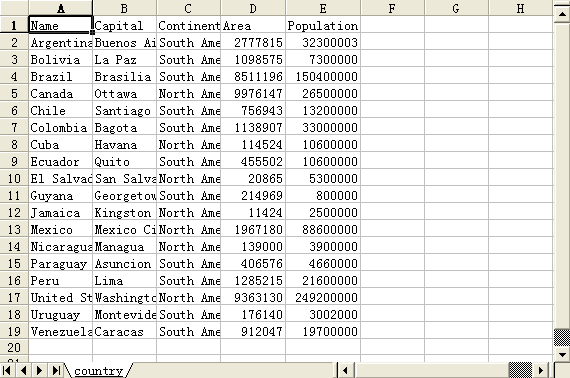 A B C D E F G H
1 Name Capital Continent Area Population
2 Argentina Buenos Ai South Ame 2777815 32300003
3 Bolivia La Paz South Ame 1098575 7300000
4 Brazil Brasilia South Ame 8511196 150400000
5 Canada Ottawa North Ame 9976147 26500000
6 Chile Santiago South Ame 756943 13200000
7 Colombia Bagota South Ame 1138907 33000000
8 Cuba Havana North Ame 114524 10600000
9 Ecuador Quito South Ame 455502 10600000
10 El Salvad San Salva North Ame 20865 5300000
11 Guyana Georgetow South Ame 214969 800000
12 Jamaica Kingston North Ame 11424 2500000
13 Mexico Mexico Ci North Ame 1967180 88600000
14 Nicaragua Managua North Ame 139000 3900000
15 Paraguay Asuncion South Ame 406576 4660000
16 Peru Lima South Ame 1285215 21600000
17 United St Washingto North Ame 9363130 249200000
18 Uruguay Montevide South Ame 176140 3002000
19 Venezuela Caracas South Ame 912047 19700000
20
country